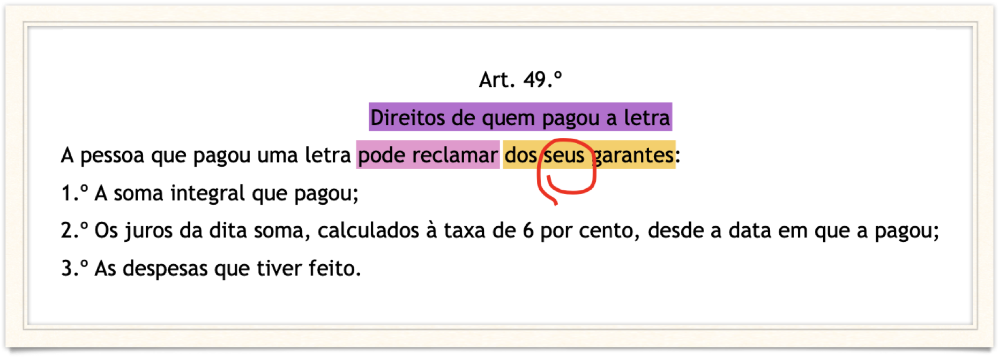 Art. 49.º
Direitos de quem pagou a letra
A pessoa que pagou uma letra pode reclamar dos seus garantes:
1.º A soma integral que pagou;
2.º Os juros da dita soma, calculados à taxa de 6 por cento, desde a data em que a pagou;
3.º As despesas que tiver feito.